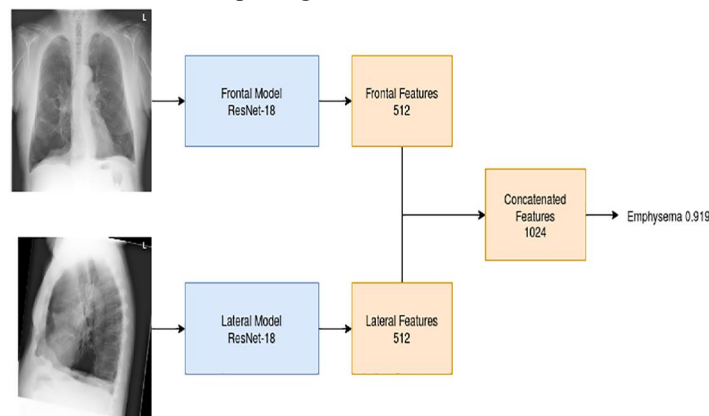 L
Frontal Model
ResNet-18
Frontal Features
512
Concatenated
Features
1024
Emphysema 0.919
L
Lateral Model
ResNet-18
Lateral Features
512